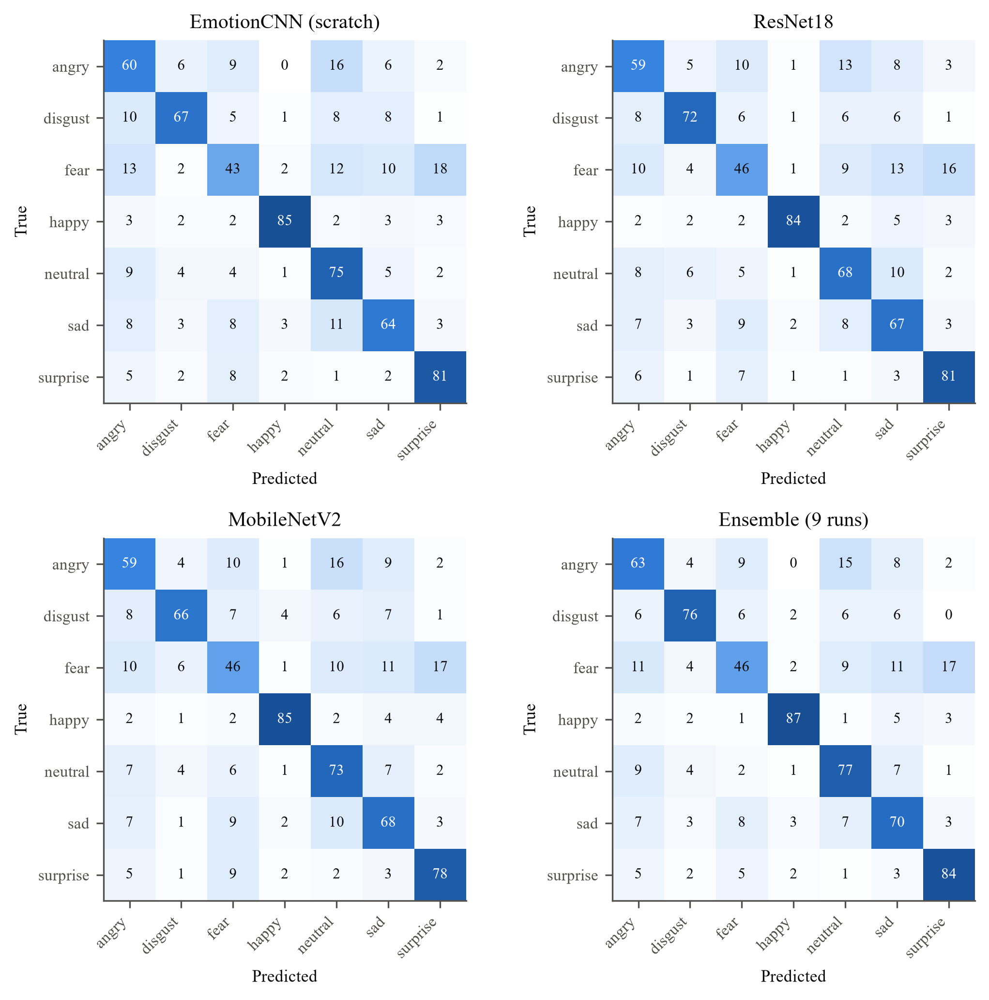 EmotionCNN (scratch)
True
angry 60 6 9 0 16 6 2
disgust 10 67 5 1 8 8 1
fear 13 2 43 2 12 10 18
happy 3 2 2 85 2 3 3
neutral 9 4 4 1 75 5 2
sad 8 3 8 3 11 64 3
surprise 5 2 8 2 1 2 81
angry disgust fear happy neutral sad surprise
Predicted
ResNet18
True
angry 59 5 10 1 13 8 3
disgust 8 72 6 1 6 6 1
fear 10 4 46 1 9 13 16
happy 2 2 2 84 2 5 3
neutral 8 6 5 1 68 10 2
sad 7 3 9 2 8 67 3
surprise 6 1 7 1 1 3 81
angry disgust fear happy neutral sad surprise
Predicted
MobileNetV2
True
angry 59 4 10 1 16 9 2
disgust 8 66 7 4 6 7 1
fear 10 6 46 1 10 11 17
happy 2 1 2 85 2 4 4
neutral 7 4 6 1 73 7 2
sad 7 1 9 2 10 68 3
surprise 5 1 9 2 2 3 78
angry disgust fear happy neutral sad surprise
Predicted
Ensemble (9 runs)
True
angry 63 4 9 0 15 8 2
disgust 6 76 6 2 6 6 0
fear 11 4 46 2 9 11 17
happy 2 2 1 87 1 5 3
neutral 9 4 2 1 77 7 1
sad 7 3 8 3 7 70 3
surprise 5 2 5 2 1 3 84
angry disgust fear happy neutral sad surprise
Predicted